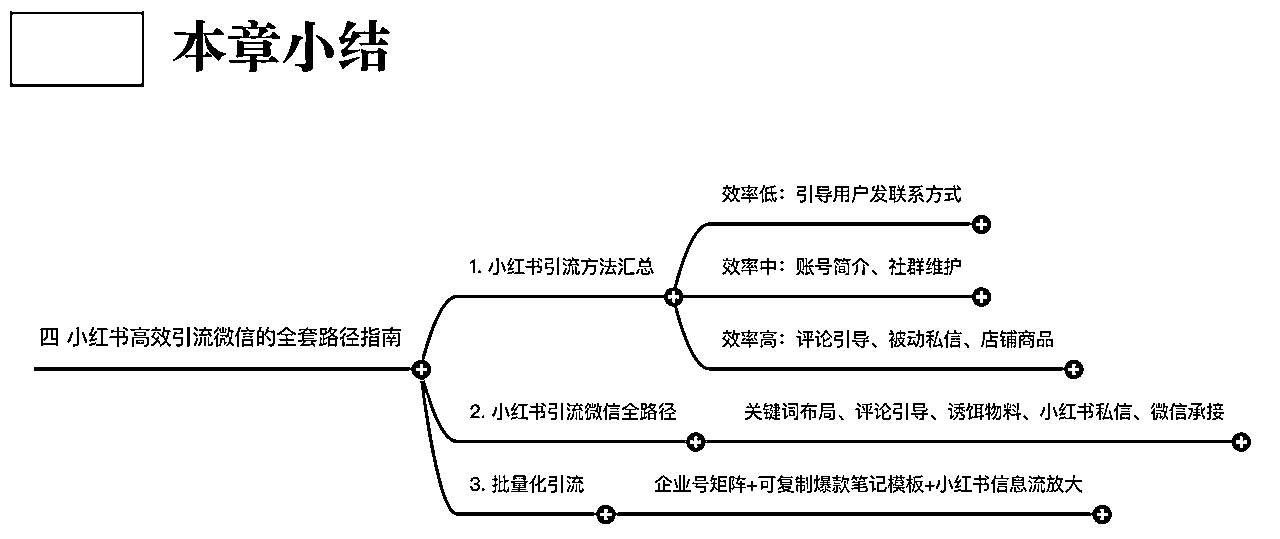 本章小结
四 小红书高效引流微信的全套路径指南
1. 小红书引流方法汇总
效率低：引导用户发联系方式
效率中：账号简介、社群维护
效率高：评论引导、被动私信、店铺商品
2. 小红书引流微信全路径
关键词布局、评论引导、诱饵物料、小红书私信、微信承接
3. 批量化引流
企业号矩阵+可复制爆款笔记模板+小红书信息流放大